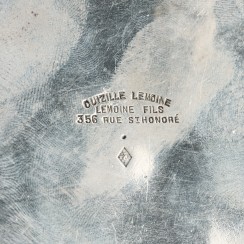 OUIZILLE LEMOINE
LEMOINE FILS
356 RUE ST HONORÉ